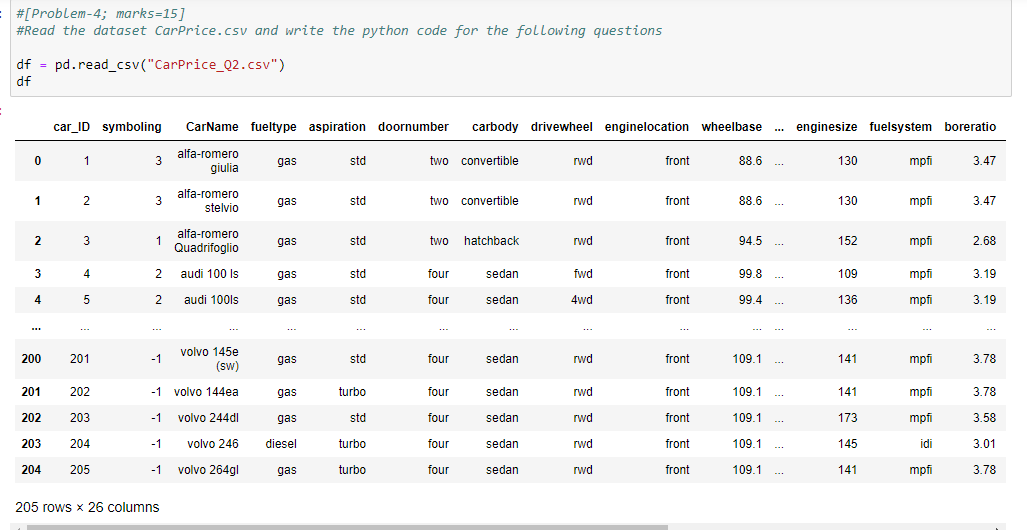 #[Problem-4; marks=15]
#Read the dataset CarPrice.csv and write the python code for the following questions
df = pd.read_csv("CarPrice_Q2.csv")
df
car_ID symboling CarName fueltype aspiration doornumber carbody drivewheel enginelocation wheelbase ... enginesize fuelsystem boreratio
0 1 3 alfa-romero giulia gas std two convertible rwd front 88.6 ... 130 mpfi 3.47
1 2 3 alfa-romero stelvio gas std two convertible rwd front 88.6 ... 130 mpfi 3.47
2 3 1 alfa-romero Quadrifoglio gas std two hatchback rwd front 94.5 ... 152 mpfi 2.68
3 4 2 audi 100 ls gas std four sedan fwd front 99.8 ... 109 mpfi 3.19
4 5 2 audi 100ls gas std four sedan 4wd front 99.4 ... 136 mpfi 3.19
... ... ... ... ... ... ... ... ... ... ... ... ... ... ...
200 201 -1 volvo 145e (sw) gas std four sedan rwd front 109.1 ... 141 mpfi 3.78
201 202 -1 volvo 144ea gas turbo four sedan rwd front 109.1 ... 141 mpfi 3.78
202 203 -1 volvo 244dl gas std four sedan rwd front 109.1 ... 173 mpfi 3.58
203 204 -1 volvo 246 diesel turbo four sedan rwd front 109.1 ... 145 idi 3.01
204 205 -1 volvo 264gl gas turbo four sedan rwd front 109.1 ... 141 mpfi 3.78
205 rows × 26 columns